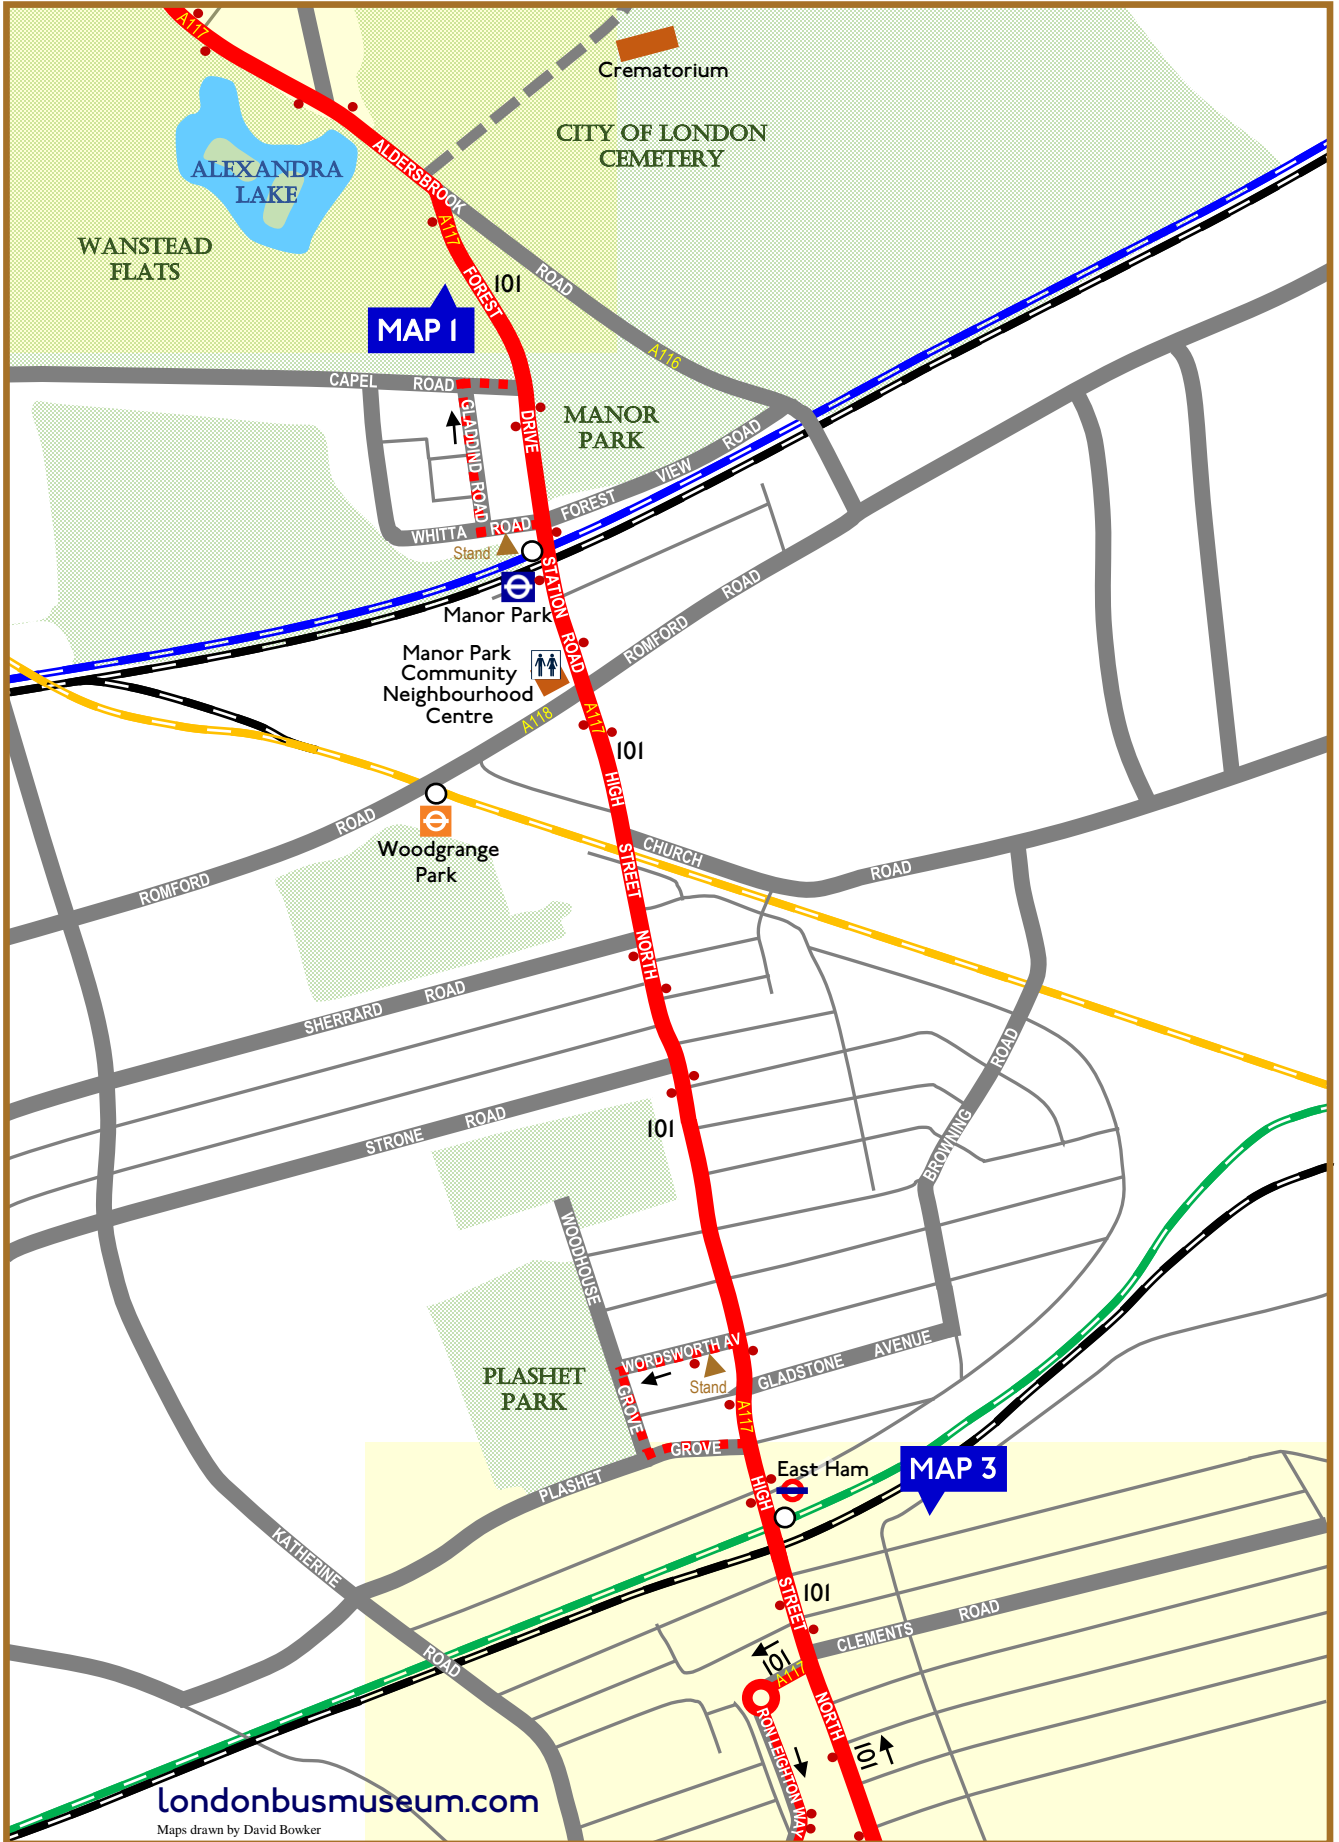 A117
Crematorium
CITY OF LONDON
CEMETERY
ALDERSBROOK
ALEXANDRA
LAKE
WANSTEAD
FLATS
A117
FOREST
101
ROAD
MAP 1
A116
CAPEL
ROAD
GLADDIND ROAD
DRIVE
MANOR
PARK
FOREST
VIEW
ROAD
WHITTA
ROAD
Stand
STATION
ROAD
Manor Park
Manor Park
Community
Neighbourhood
Centre
ROMFORD
ROAD
A118
A117
101
HIGH
STREET
NORTH
ROMFORD
ROAD
Woodgrange
Park
CHURCH
ROAD
SHERRARD
ROAD
STRONE
ROAD
101
BROWNING
ROAD
WOODHOUSE
GROVE
WORDSWORTH AV
Stand
GLADSTONE
AVENUE
PLASHET
PARK
A117
PLASHET
GROVE
East Ham
MAP 3
HIGH
STREET
NORTH
KATHERINE
ROAD
101
CLEMENTS
ROAD
101
A117
RON LEIGHTON WAY
101
londonbusmuseum.com
Maps drawn by David Bowker